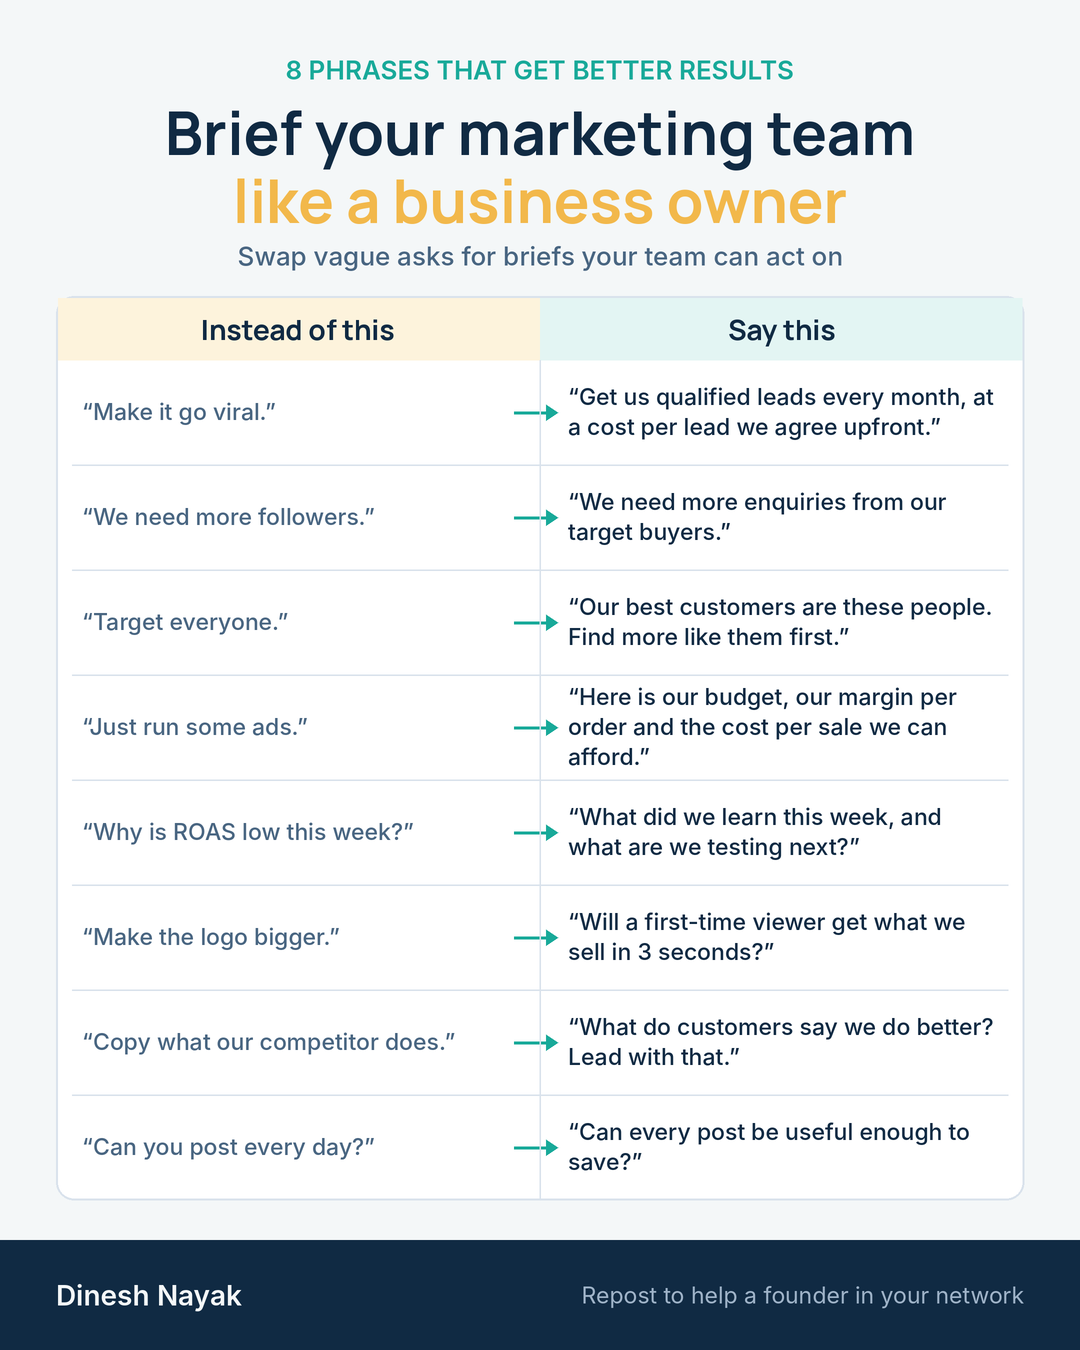 8 PHRASES THAT GET BETTER RESULTS
Brief your marketing team
like a business owner
Swap vague asks for briefs your team can act on
Instead of this
Say this
“Make it go viral.”
“Get us qualified leads every month, at
a cost per lead we agree upfront.”
“We need more followers.”
“We need more enquiries from our
target buyers.”
“Target everyone.”
“Our best customers are these people.
Find more like them first.”
“Just run some ads.”
“Here is our budget, our margin per
order and the cost per sale we can
afford.”
“Why is ROAS low this week?”
“What did we learn this week, and
what are we testing next?”
“Make the logo bigger.”
“Will a first-time viewer get what we
sell in 3 seconds?”
“Copy what our competitor does.”
“What do customers say we do better?
Lead with that.”
“Can you post every day?”
“Can every post be useful enough to
save?”
Dinesh Nayak
Repost to help a founder in your network